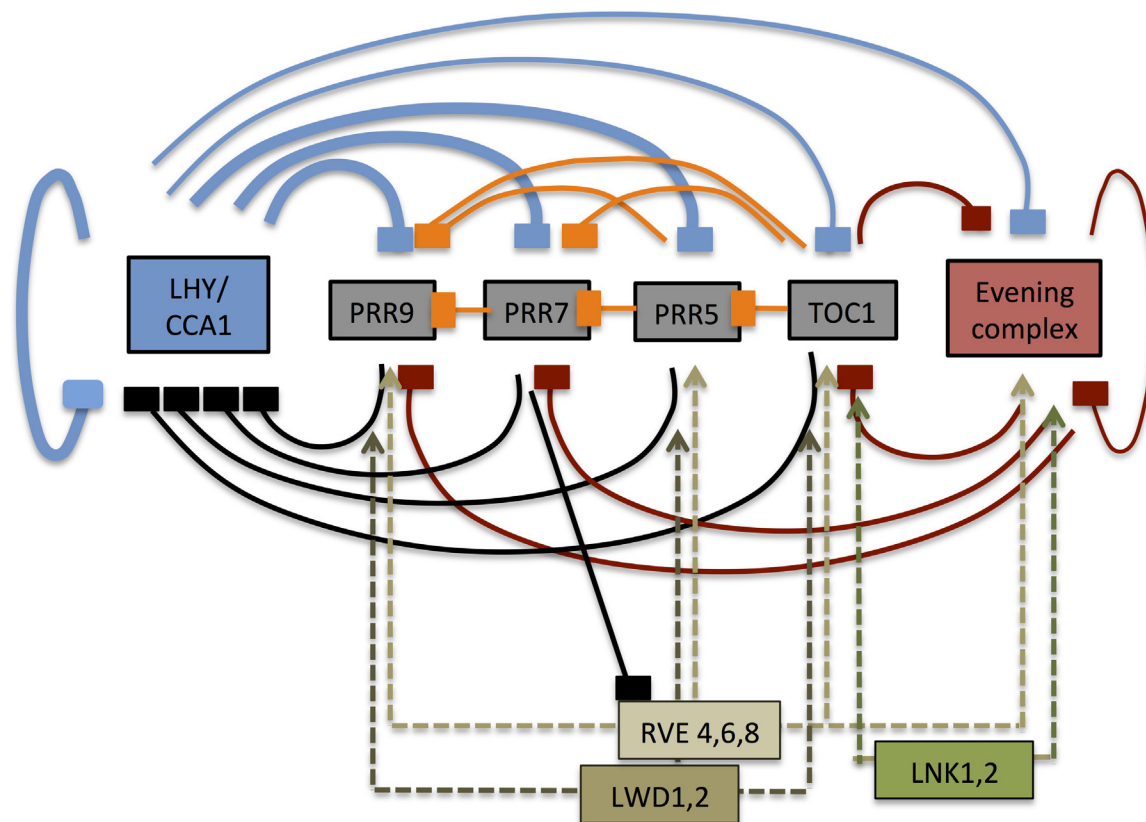 LHY/
CCA1
PRR9
PRR7
PRR5
TOC1
Evening
complex
RVE 4,6,8
LWD1,2
LNK1,2